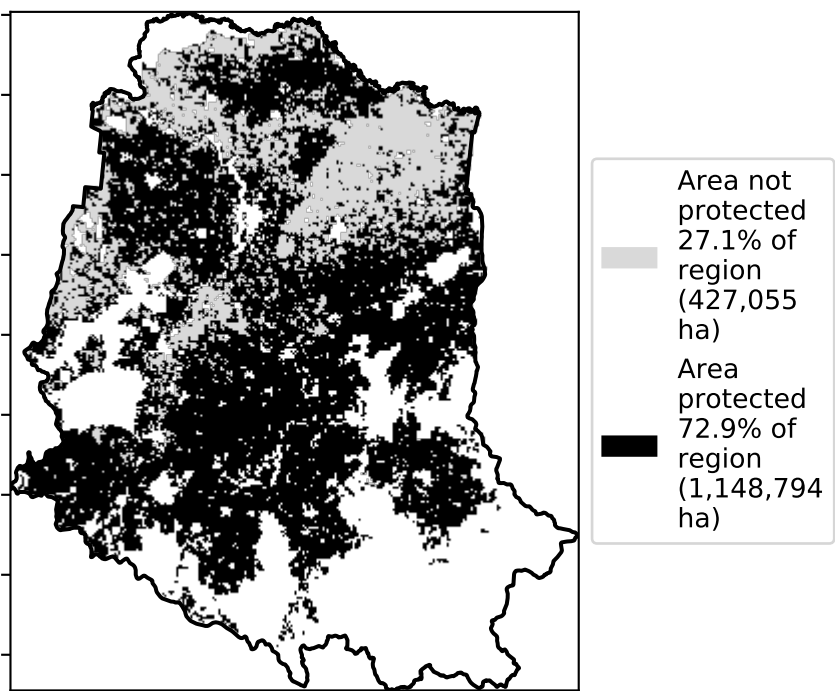 Area not
protected
27.1% of
region
(427,055
ha)
Area
protected
72.9% of
region
(1,148,794
ha)